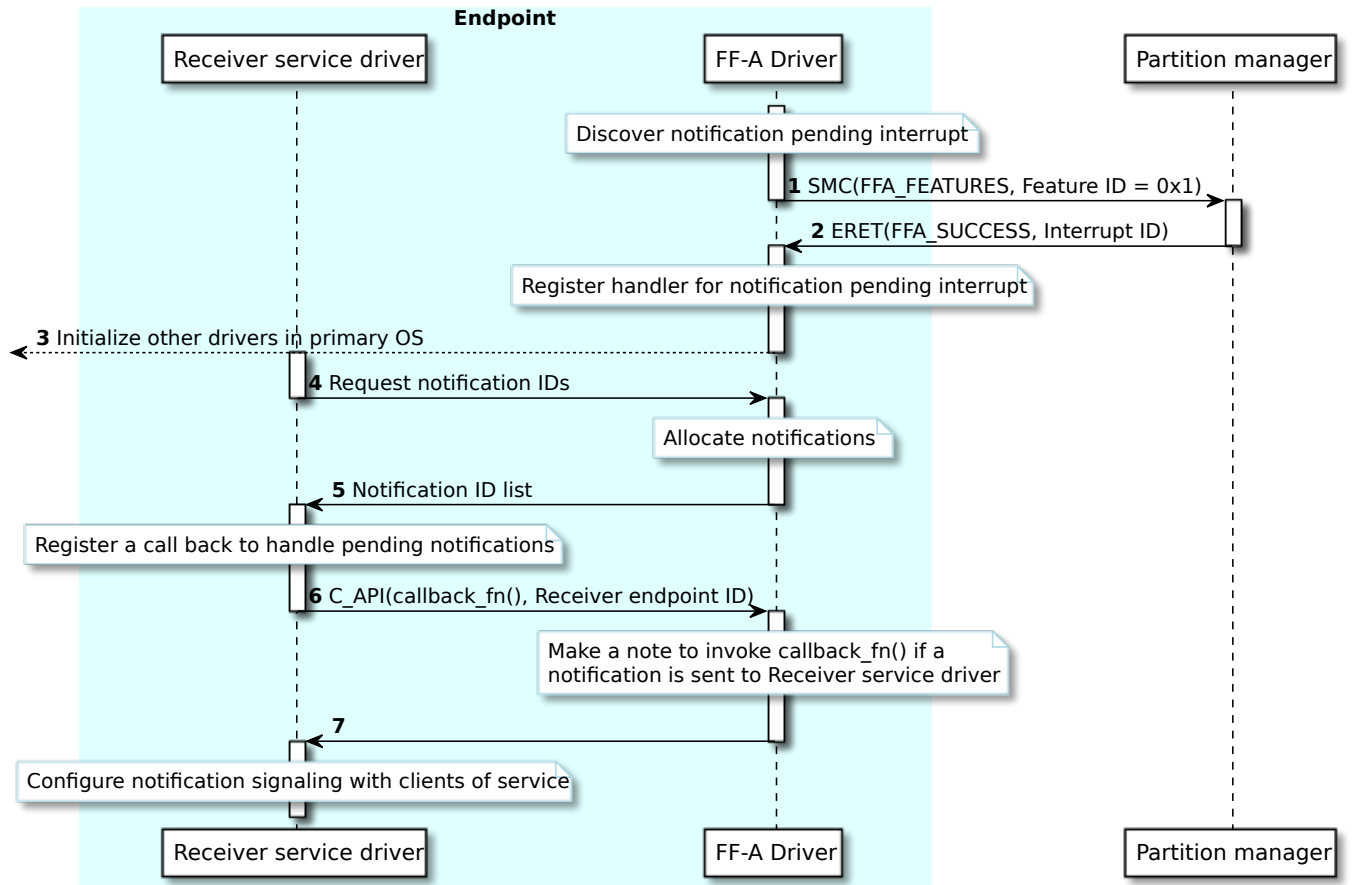 Endpoint
Receiver service driver
FF-A Driver
Partition manager
Discover notification pending interrupt
1 SMC(FFA_FEATURES, Feature ID = 0x1)
2 ERET(FFA_SUCCESS, Interrupt ID)
Register handler for notification pending interrupt
3 Initialize other drivers in primary OS
4 Request notification IDs
Allocate notifications
5 Notification ID list
Register a call back to handle pending notifications
6 C_API(callback_fn(), Receiver endpoint ID)
Make a note to invoke callback_fn() if a
notification is sent to Receiver service driver
7
Configure notification signaling with clients of service
Receiver service driver
FF-A Driver
Partition manager